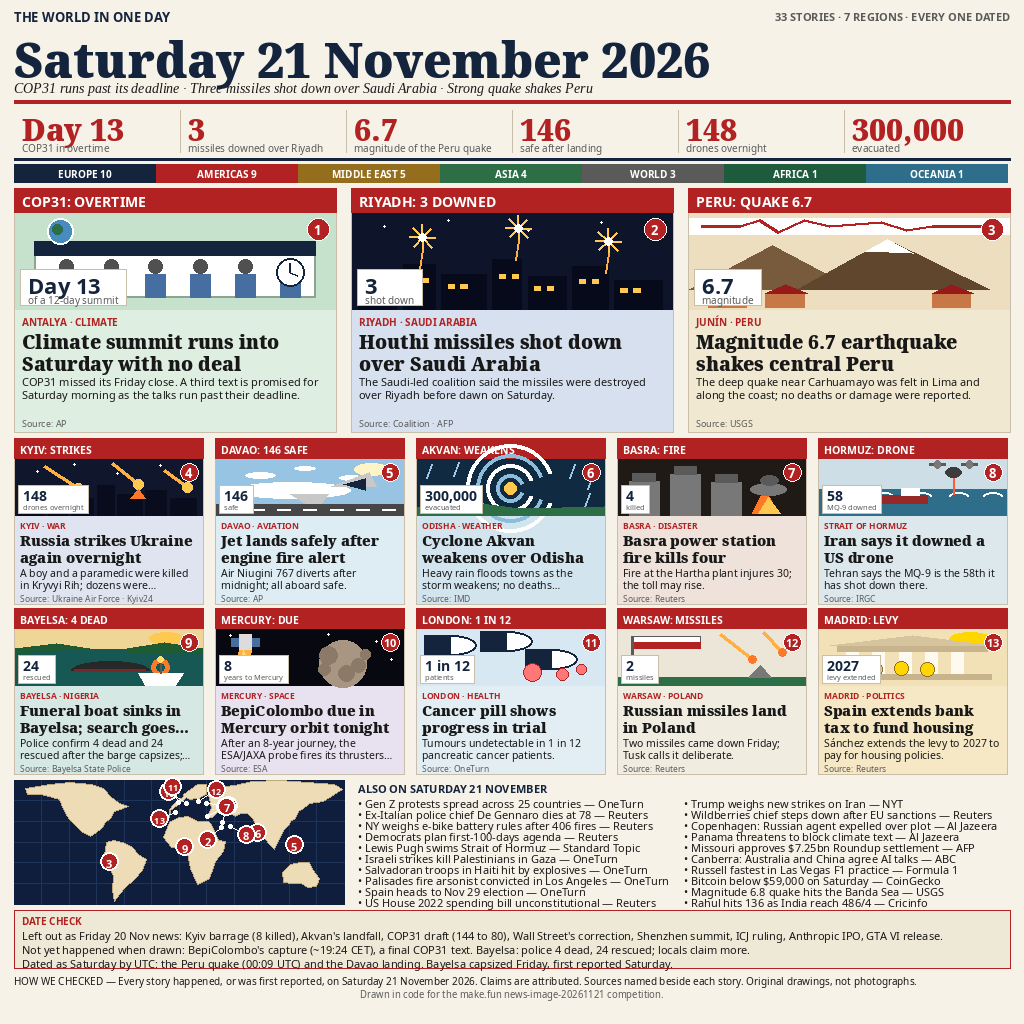 THE WORLD IN ONE DAY
33 STORIES · 7 REGIONS · EVERY ONE DATED
Saturday 21 November 2026
COP31 runs past its deadline · Three missiles shot down over Saudi Arabia · Strong quake shakes Peru
Day 13
COP31 in overtime
3
missiles downed over Riyadh
6.7
magnitude of the Peru quake
146
safe after landing
148
drones overnight
300,000
evacuated
EUROPE 10
AMERICAS 9
MIDDLE EAST 5
ASIA 4
WORLD 3
AFRICA 1
OCEANIA 1
COP31: OVERTIME
1
Day 13
of a 12-day summit
ANTALYA · CLIMATE
Climate summit runs into
Saturday with no deal
COP31 missed its Friday close. A third text is promised for
Saturday morning as the talks run past their deadline.
Source: AP
RIYADH: 3 DOWNED
2
3
shot down
RIYADH · SAUDI ARABIA
Houthi missiles shot down
over Saudi Arabia
The Saudi-led coalition said the missiles were destroyed
over Riyadh before dawn on Saturday.
Source: Coalition · AFP
PERU: QUAKE 6.7
3
6.7
magnitude
JUNÍN · PERU
Magnitude 6.7 earthquake
shakes central Peru
The deep quake near Carhuamayo was felt in Lima and
along the coast; no deaths or damage were reported.
Source: USGS
KYIV: STRIKES
4
148
drones overnight
KYIV · WAR
Russia strikes Ukraine
again overnight
A boy and a paramedic were killed
in Kryvyi Rih; dozens were...
Source: Ukraine Air Force · Kyiv24
DAVAO: 146 SAFE
5
146
safe
DAVAO · AVIATION
Jet lands safely after
engine fire alert
Air Niugini 767 diverts after
midnight; all aboard safe.
Source: AP
AKVAN: WEAKENS
6
300,000
evacuated
ODISHA · WEATHER
Cyclone Akvan
weakens over Odisha
Heavy rain floods towns as the
storm weakens; no deaths...
Source: IMD
BASRA: FIRE
7
4
killed
BASRA · DISASTER
Basra power station
fire kills four
Fire at the Hartha plant injures 30;
the toll may rise.
Source: Reuters
HORMUZ: DRONE
8
58
MQ-9 downed
STRAIT OF HORMUZ
Iran says it downed a
US drone
Tehran says the MQ-9 is the 58th it
has shot down there.
Source: IRGC
BAYELSA: 4 DEAD
9
24
rescued
BAYELSA · NIGERIA
Funeral boat sinks in
Bayelsa; search goes...
Police confirm 4 dead and 24
rescued after the barge capsizes;...
Source: Bayelsa State Police
MERCURY: DUE
10
8
years to Mercury
MERCURY · SPACE
BepiColombo due in
Mercury orbit tonight
After an 8-year journey, the
ESA/JAXA probe fires its thrusters...
Source: ESA
LONDON: 1 IN 12
11
1 in 12
patients
LONDON · HEALTH
Cancer pill shows
progress in trial
Tumours undetectable in 1 in 12
pancreatic cancer patients.
Source: OneTurn
WARSAW: MISSILES
12
2
missiles
WARSAW · POLAND
Russian missiles land
in Poland
Two missiles came down Friday;
Tusk calls it deliberate.
Source: Reuters
MADRID: LEVY
13
2027
levy extended
MADRID · POLITICS
Spain extends bank
tax to fund housing
Sánchez extends the levy to 2027 to
pay for housing policies.
Source: Reuters
11
12
13
7
8
6
2
9
5
3
ALSO ON SATURDAY 21 NOVEMBER
• Gen Z protests spread across 25 countries — OneTurn
• Ex-Italian police chief De Gennaro dies at 78 — Reuters
• NY weighs e-bike battery rules after 406 fires — Reuters
• Democrats plan first-100-days agenda — Reuters
• Lewis Pugh swims Strait of Hormuz — Standard Topic
• Israeli strikes kill Palestinians in Gaza — OneTurn
• Salvadoran troops in Haiti hit by explosives — OneTurn
• Palisades fire arsonist convicted in Los Angeles — OneTurn
• Spain heads to Nov 29 election — OneTurn
• US House 2022 spending bill unconstitutional — Reuters
• Trump weighs new strikes on Iran — NYT
• Wildberries chief steps down after EU sanctions — Reuters
• Copenhagen: Russian agent expelled over plot — Al Jazeera
• Panama threatens to block climate text — Al Jazeera
• Missouri approves $7.25bn Roundup settlement — AFP
• Canberra: Australia and China agree AI talks — ABC
• Russell fastest in Las Vegas F1 practice — Formula 1
• Bitcoin below $59,000 on Saturday — CoinGecko
• Magnitude 6.8 quake hits the Banda Sea — USGS
• Rahul hits 136 as India reach 486/4 — Cricinfo
DATE CHECK
Left out as Friday 20 Nov news: Kyiv barrage (8 killed), Akvan's landfall, COP31 draft (144 to 80), Wall Street's correction, Shenzhen summit, ICJ ruling, Anthropic IPO, GTA VI release.
Not yet happened when drawn: BepiColombo's capture (~19:24 CET), a final COP31 text. Bayelsa: police 4 dead, 24 rescued; locals claim more.
Dated as Saturday by UTC: the Peru quake (00:09 UTC) and the Davao landing. Bayelsa capsized Friday, first reported Saturday.
HOW WE CHECKED — Every story happened, or was first reported, on Saturday 21 November 2026. Claims are attributed. Sources named beside each story. Original drawings, not photographs.
Drawn in code for the make.fun news-image-20261121 competition.